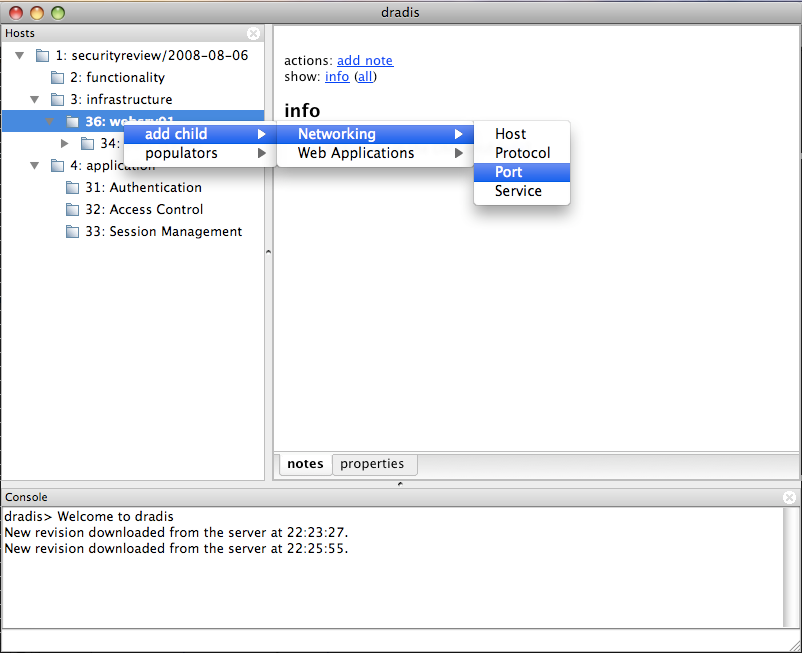 dradis
Hosts
1: securityreview/2008-08-06
2: functionality
3: infrastructure
36: websrv01
34:
4: application
31: Authentication
32: Access Control
33: Session Management
actions: add note
show: info (all)
info
add child
populators
Networking
Web Applications
Host
Protocol
Port
Service
notes
properties
Console
dradis> Welcome to dradis
New revision downloaded from the server at 22:23:27.
New revision downloaded from the server at 22:25:55.